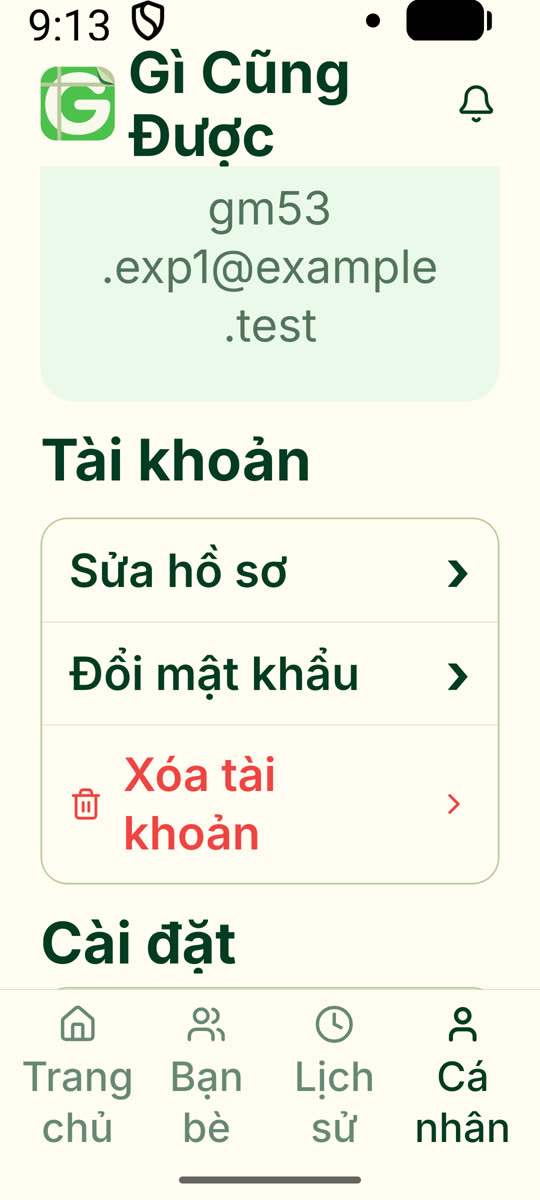 9:13
Gì Cũng
Được
gm53
.exp1@example
.test
Tài khoản
Sửa hồ sơ
Đổi mật khẩu
Xóa tài
khoản
Cài đặt
Trang
chủ
Bạn
bè
Lịch
sử
Cá
nhân